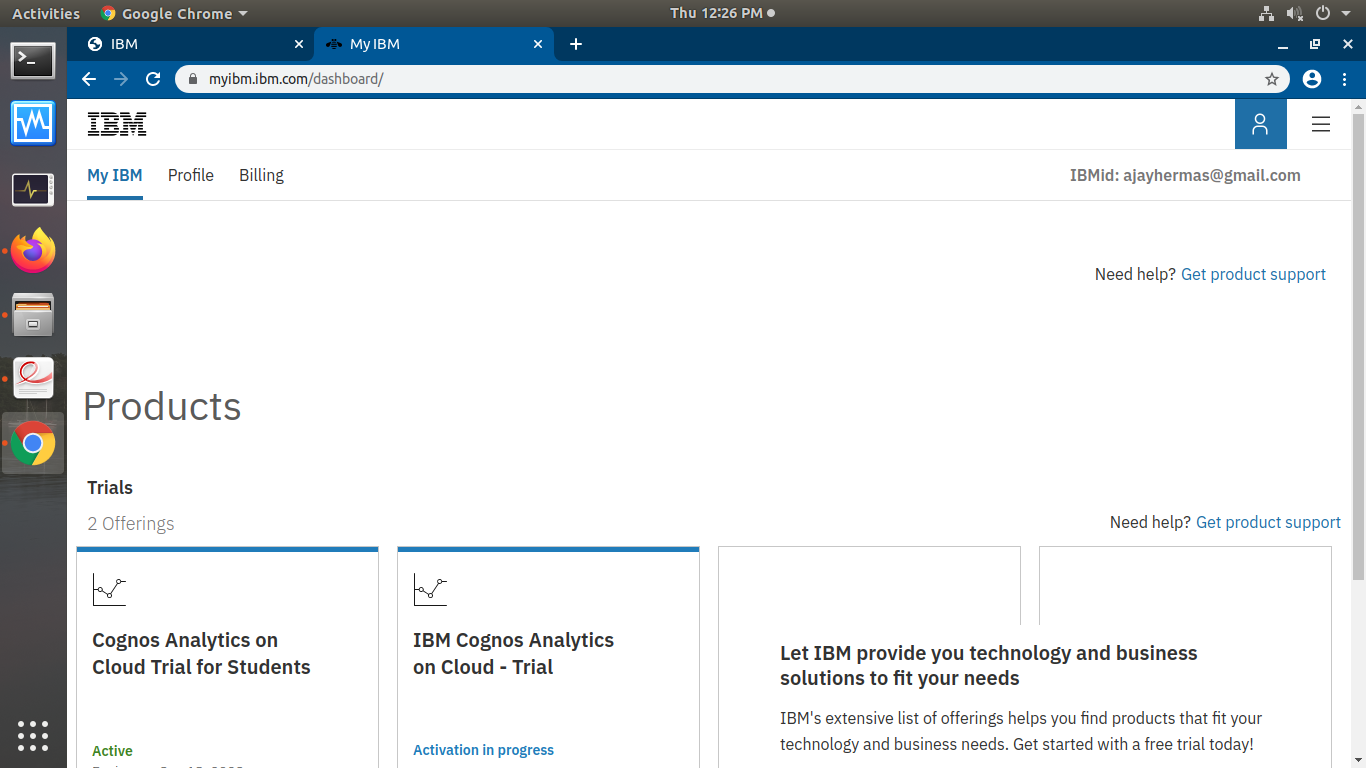 Activities Google Chrome Thu 12:26 PM
IBM My IBM
myibm.ibm.com/dashboard/
IBM
My IBM Profile Billing IBMid: ajayhermas@gmail.com
Need help? Get product support
Products
Trials
2 Offerings Need help? Get product support
Cognos Analytics on
Cloud Trial for Students
IBM Cognos Analytics
on Cloud - Trial
Let IBM provide you technology and business
solutions to fit your needs
IBM's extensive list of offerings helps you find products that fit your
technology and business needs. Get started with a free trial today!
Active
Activation in progress